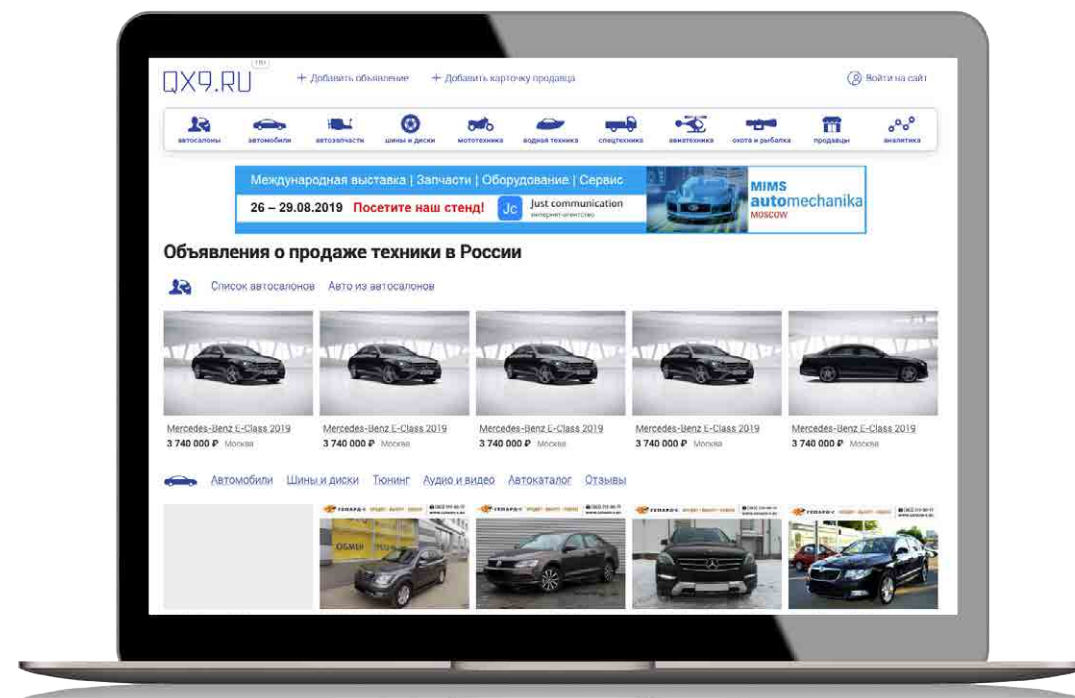 QX9.RU
+ Добавить объявление + Добавить карточку продавца Войти на сайт
автосалоны автомобили автозапчасти шины и диски мототехника водная техника спецтехника авиатехника охота и рыбалка продавцы аналитика
Международная выставка | Запчасти | Оборудование | Сервис
26 – 29.08.2019 Посетите наш стенд! Jc Just communication
интернет-агентство
MIMS
automechanika
MOSCOW
Объявления о продаже техники в России
Список автосалонов Авто из автосалонов
Mercedes-Benz E-Class 2019 Mercedes-Benz E-Class 2019 Mercedes-Benz E-Class 2019 Mercedes-Benz E-Class 2019 Mercedes-Benz E-Class 2019
3 740 000 ₽ Москва 3 740 000 ₽ Москва 3 740 000 ₽ Москва 3 740 000 ₽ Москва 3 740 000 ₽ Москва
Автомобили Шины и диски Тюнинг Аудио и видео Автокаталог Отзывы
ГЕПАРД-С ГЕПАРД-С ГЕПАРД-С ГЕПАРД-С
ОБМЕН